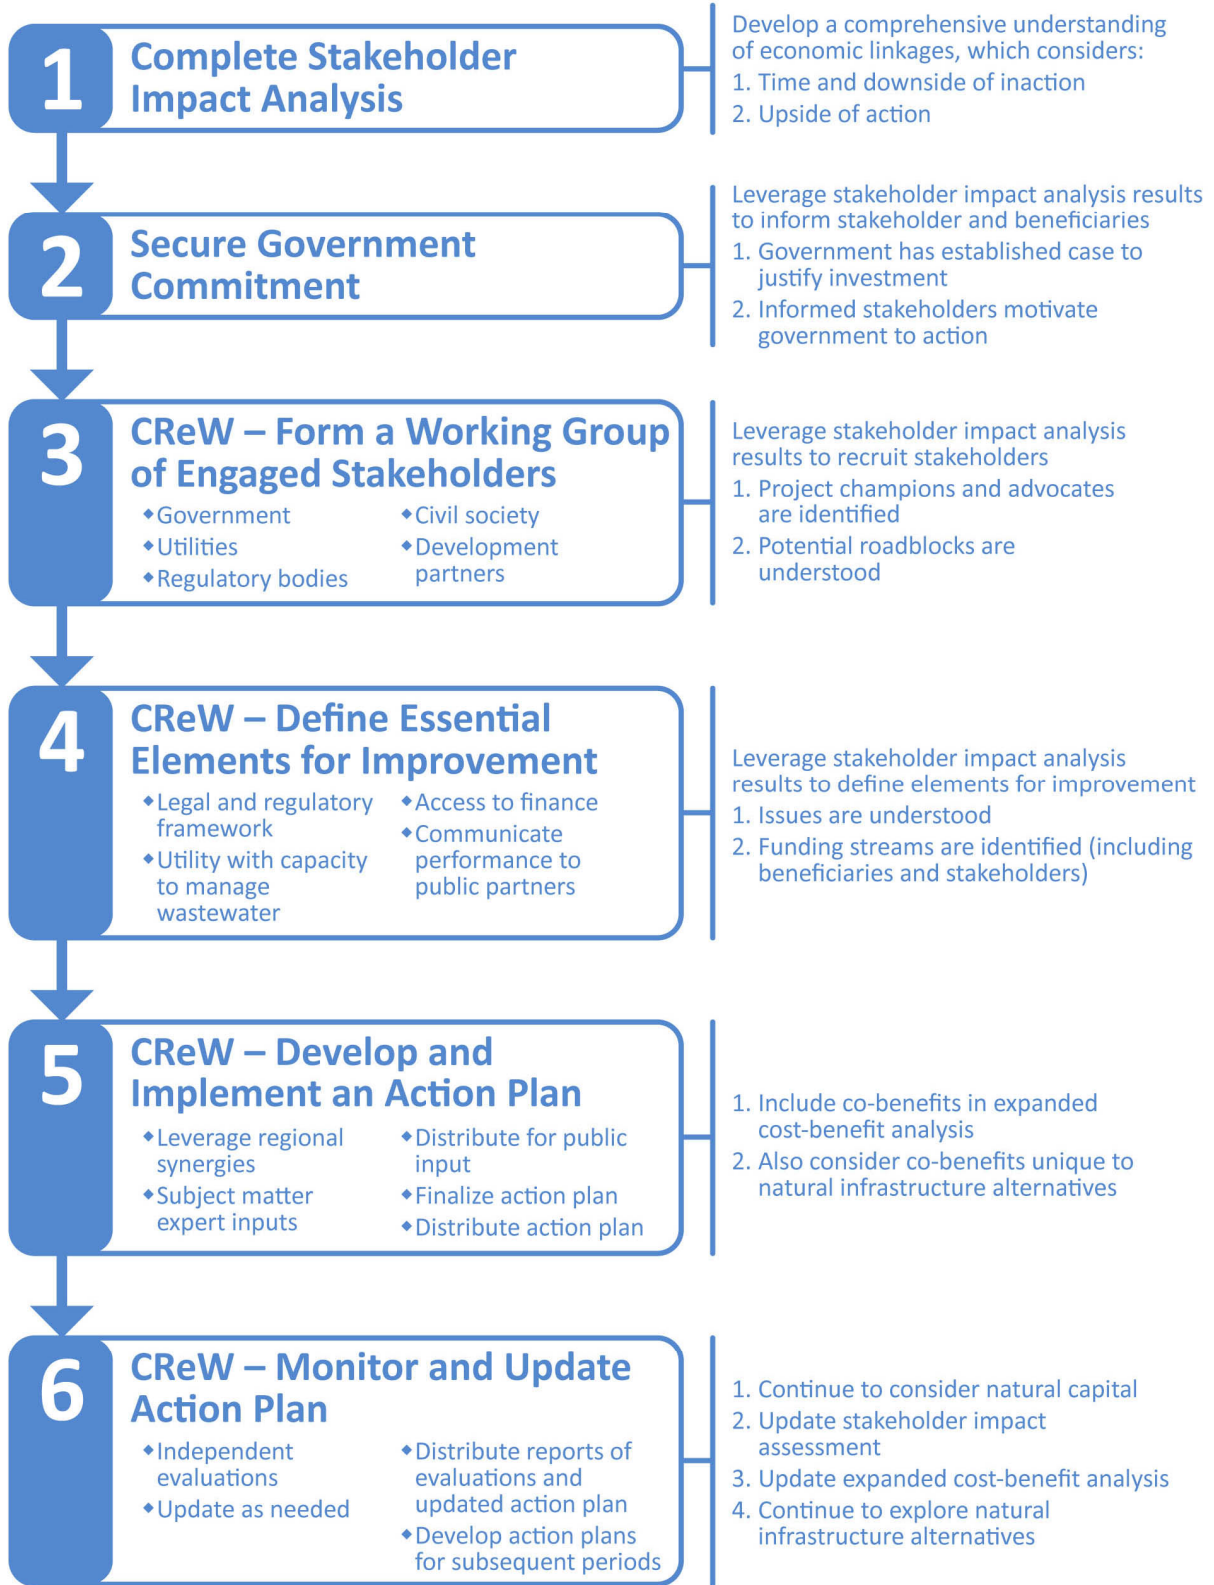 1
Complete Stakeholder
Impact Analysis
Develop a comprehensive understanding
of economic linkages, which considers:
1. Time and downside of inaction
2. Upside of action
2
Secure Government
Commitment
Leverage stakeholder impact analysis results
to inform stakeholder and beneficiaries
1. Government has established case to
justify investment
2. Informed stakeholders motivate
government to action
3
CReW – Form a Working Group
of Engaged Stakeholders
◆Government
◆Utilities
◆Regulatory bodies
◆Civil society
◆Development
partners
Leverage stakeholder impact analysis
results to recruit stakeholders
1. Project champions and advocates
are identified
2. Potential roadblocks are
understood
4
CReW – Define Essential
Elements for Improvement
◆Legal and regulatory
framework
◆Utility with capacity
to manage
wastewater
◆Access to finance
◆Communicate
performance to
public partners
Leverage stakeholder impact analysis
results to define elements for improvement
1. Issues are understood
2. Funding streams are identified (including
beneficiaries and stakeholders)
5
CReW – Develop and
Implement an Action Plan
◆Leverage regional
synergies
◆Subject matter
expert inputs
◆Distribute for public
input
◆Finalize action plan
◆Distribute action plan
1. Include co-benefits in expanded
cost-benefit analysis
2. Also consider co-benefits unique to
natural infrastructure alternatives
6
CReW – Monitor and Update
Action Plan
◆Independent
evaluations
◆Update as needed
◆Distribute reports of
evaluations and
updated action plan
◆Develop action plans
for subsequent periods
1. Continue to consider natural capital
2. Update stakeholder impact
assessment
3. Update expanded cost-benefit analysis
4. Continue to explore natural
infrastructure alternatives